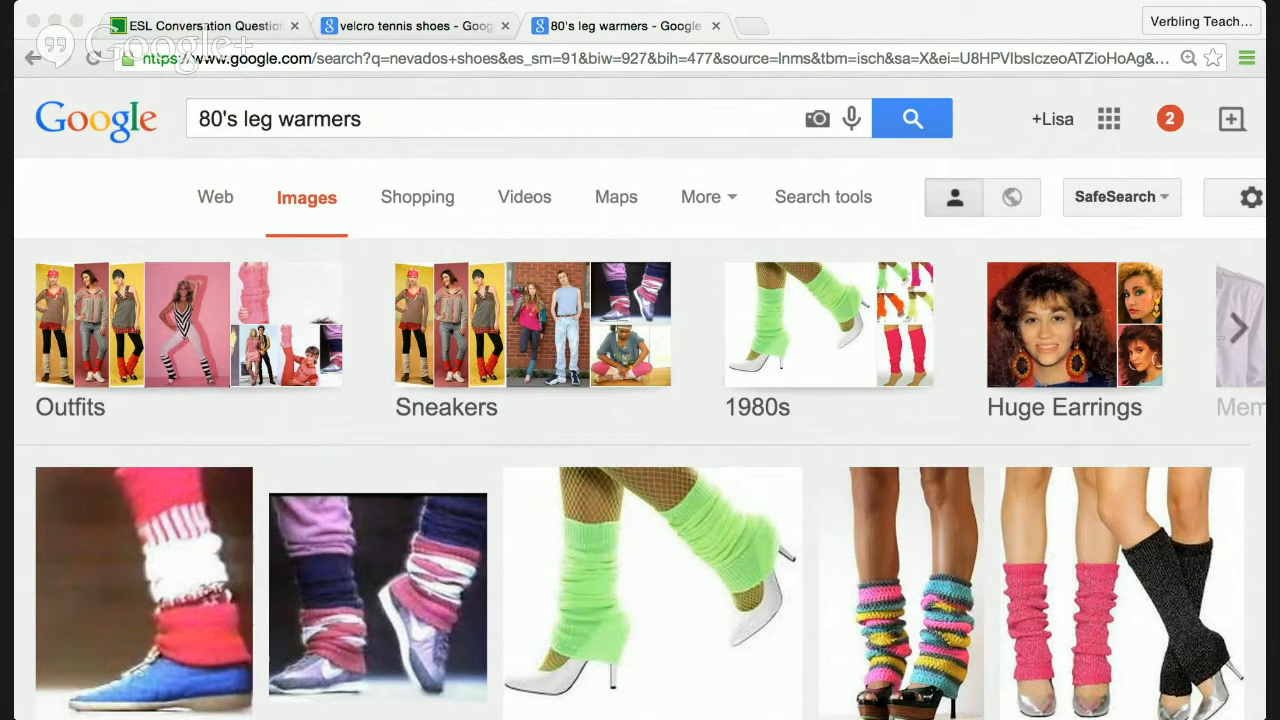 ESL Conversation Question
velcro tennis shoes - Goog
80's leg warmers - Google
Verbling Teach...
Google+
https://www.google.com/search?q=nevados+shoes&es_sm=91&biw=927&bih=477&source=lnms&tbm=isch&sa=X&ei=U8HPVIbsIczeoATZioHoAg&...
Google
80's leg warmers
+Lisa
2
Web
Images
Shopping
Videos
Maps
More
Search tools
SafeSearch
Outfits
Sneakers
1980s
Huge Earrings
Mem